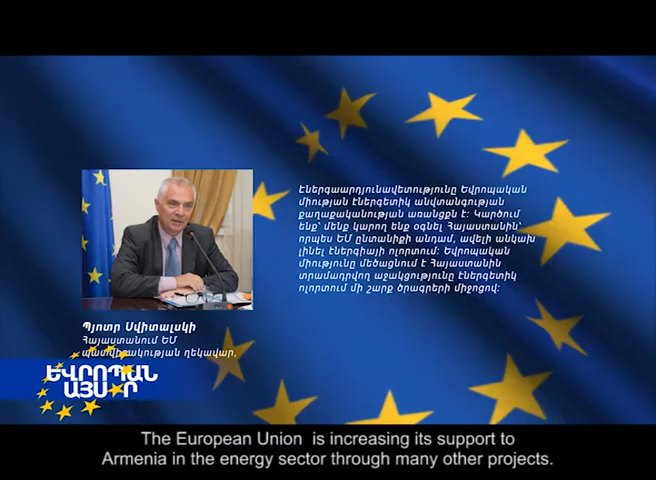 Էներգաարդյունավետությունը Եվրոպական
միության էներգետիկ անվտանգության
քաղաքականության առանցքն է: Կարծում
ենք՝ մենք կարող ենք օգնել Հայաստանին՝
որպես ԵՄ ընտանիքի անդամ, ավելի անկախ
լինել էներգիայի ոլորտում: Եվրոպական
միությունը մեծացնում է Հայաստանին
տրամադրվող աջակցությունը էներգետիկ
ոլորտում մի շարք ծրագրերի միջոցով:
Պյոտր Սվիտալսկի
Հայաստանում ԵՄ
պատվիրակության ղեկավար,
ԵՎՐՈՊԱՆ
ԱՅՍՕՐ
The European Union is increasing its support to
Armenia in the energy sector through many other projects.